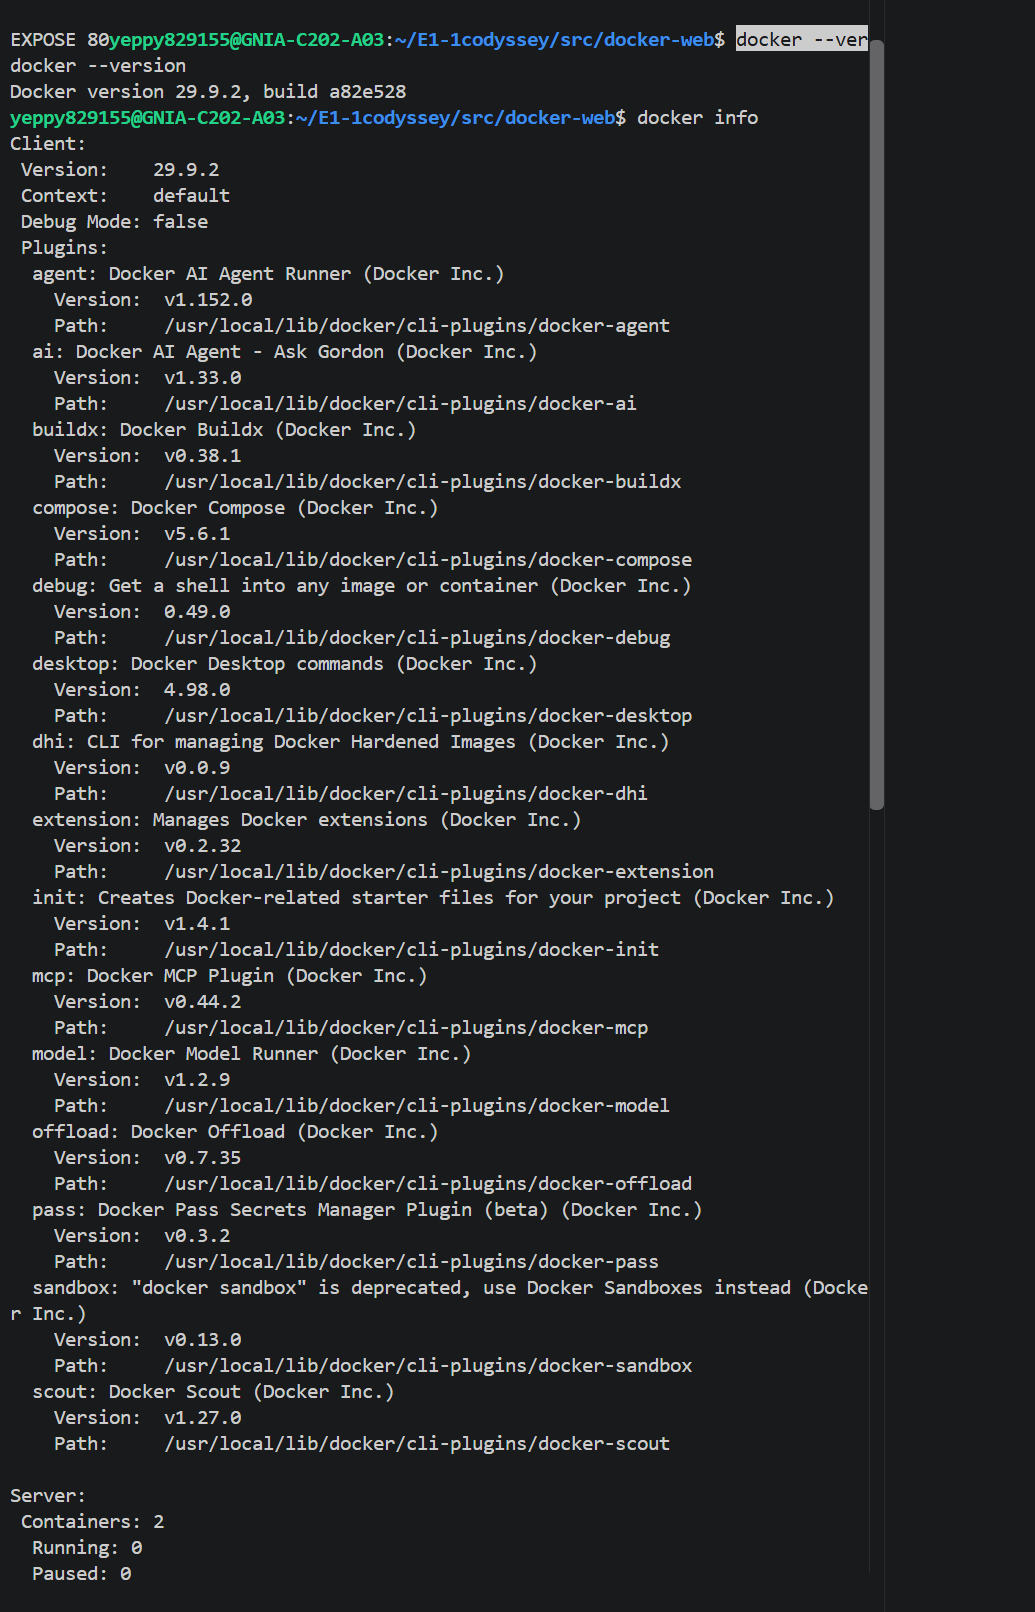 EXPOSE 80yeppy829155@GNIA-C202-A03:~/E1-1codyssey/src/docker-web$ docker --ver
docker --version
Docker version 29.9.2, build a82e528
yeppy829155@GNIA-C202-A03:~/E1-1codyssey/src/docker-web$ docker info
Client:
 Version:    29.9.2
 Context:    default
 Debug Mode: false
 Plugins:
  agent: Docker AI Agent Runner (Docker Inc.)
    Version:  v1.152.0
    Path:     /usr/local/lib/docker/cli-plugins/docker-agent
  ai: Docker AI Agent - Ask Gordon (Docker Inc.)
    Version:  v1.33.0
    Path:     /usr/local/lib/docker/cli-plugins/docker-ai
  buildx: Docker Buildx (Docker Inc.)
    Version:  v0.38.1
    Path:     /usr/local/lib/docker/cli-plugins/docker-buildx
  compose: Docker Compose (Docker Inc.)
    Version:  v5.6.1
    Path:     /usr/local/lib/docker/cli-plugins/docker-compose
  debug: Get a shell into any image or container (Docker Inc.)
    Version:  0.49.0
    Path:     /usr/local/lib/docker/cli-plugins/docker-debug
  desktop: Docker Desktop commands (Docker Inc.)
    Version:  4.98.0
    Path:     /usr/local/lib/docker/cli-plugins/docker-desktop
  dhi: CLI for managing Docker Hardened Images (Docker Inc.)
    Version:  v0.0.9
    Path:     /usr/local/lib/docker/cli-plugins/docker-dhi
  extension: Manages Docker extensions (Docker Inc.)
    Version:  v0.2.32
    Path:     /usr/local/lib/docker/cli-plugins/docker-extension
  init: Creates Docker-related starter files for your project (Docker Inc.)
    Version:  v1.4.1
    Path:     /usr/local/lib/docker/cli-plugins/docker-init
  mcp: Docker MCP Plugin (Docker Inc.)
    Version:  v0.44.2
    Path:     /usr/local/lib/docker/cli-plugins/docker-mcp
  model: Docker Model Runner (Docker Inc.)
    Version:  v1.2.9
    Path:     /usr/local/lib/docker/cli-plugins/docker-model
  offload: Docker Offload (Docker Inc.)
    Version:  v0.7.35
    Path:     /usr/local/lib/docker/cli-plugins/docker-offload
  pass: Docker Pass Secrets Manager Plugin (beta) (Docker Inc.)
    Version:  v0.3.2
    Path:     /usr/local/lib/docker/cli-plugins/docker-pass
  sandbox: "docker sandbox" is deprecated, use Docker Sandboxes instead (Docke
r Inc.)
    Version:  v0.13.0
    Path:     /usr/local/lib/docker/cli-plugins/docker-sandbox
  scout: Docker Scout (Docker Inc.)
    Version:  v1.27.0
    Path:     /usr/local/lib/docker/cli-plugins/docker-scout

Server:
 Containers: 2
  Running: 0
  Paused: 0